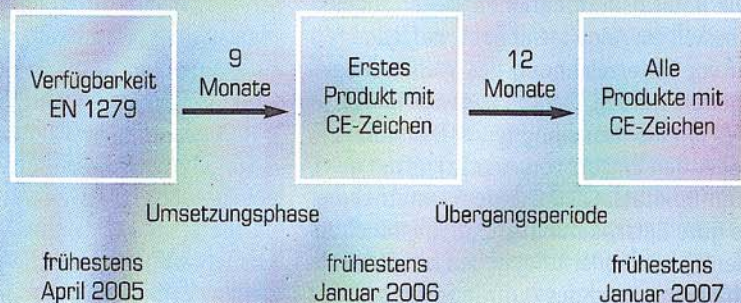 Verfügbarkeit
EN 1279
9
Monate
Erstes
Produkt mit
CE-Zeichen
12
Monate
Alle
Produkte mit
CE-Zeichen
Umsetzungsphase
Übergangsperiode
frühestens
April 2005
frühestens
Januar 2006
frühestens
Januar 2007